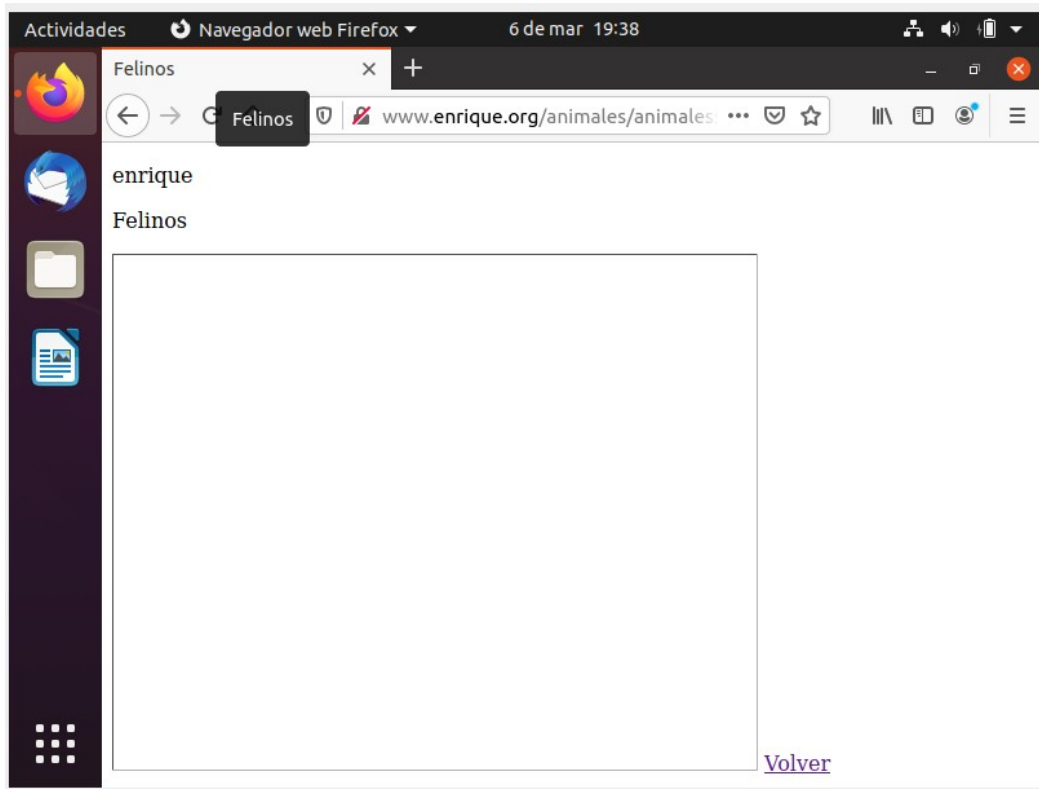 Actividades Navegador web Firefox 6 de mar 19:38
Felinos
Felinos www.enrique.org/animales/animales
enrique
Felinos
Volver